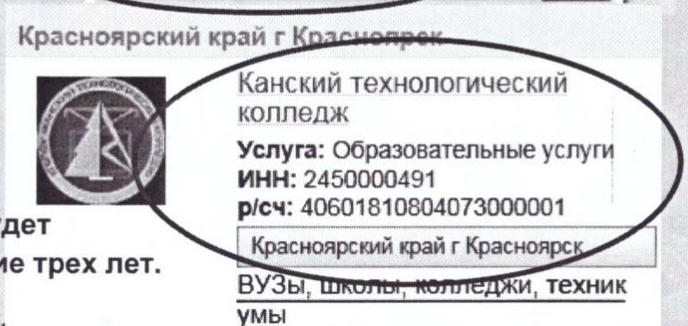 Красноярский край г Красноярск
Канский технологический
колледж
Услуга: Образовательные услуги
ИНН: 2450000491
р/сч: 40601810804073000001
Красноярский край г Красноярск
ВУЗы, школы, колледжи, техник
умы
удет
ие трех лет.